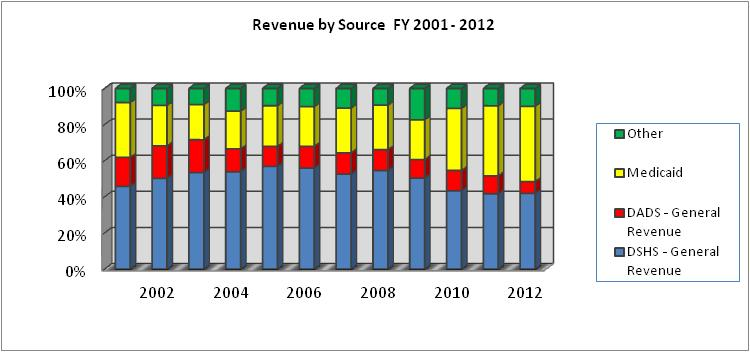 Revenue by Source  FY 2001 - 2012
100%
80%
60%
40%
20%
0%
2002 2004 2006 2008 2010 2012
Other
Medicaid
DADS - General
Revenue
DSHS - General
Revenue